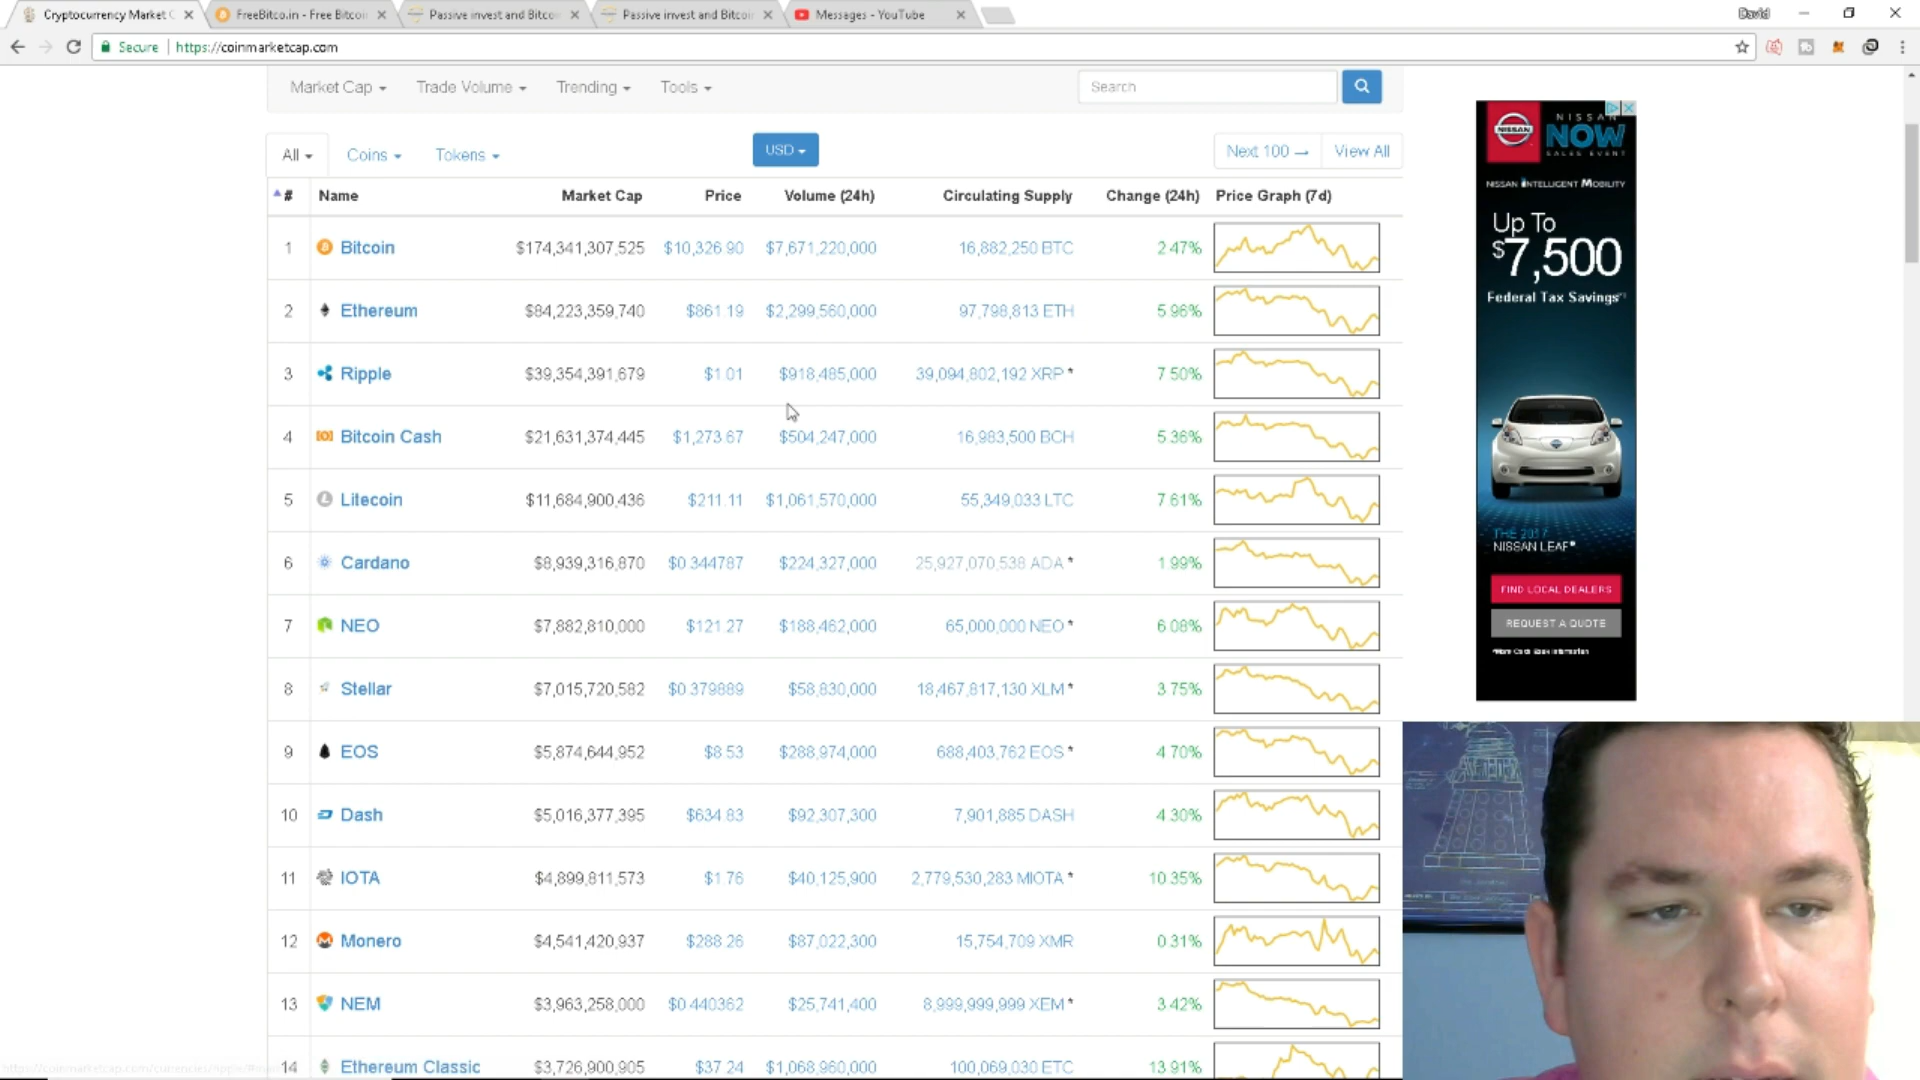 Cryptocurrency Market C
FreeBitco.in - Free Bitcoi
Passive invest and Bitco
Passive invest and Bitcoi
Messages - YouTube
David
Secure | https://coinmarketcap.com
Market Cap Trade Volume Trending Tools
Search
All Coins Tokens USD Next 100 → View All
# Name Market Cap Price Volume (24h) Circulating Supply Change (24h) Price Graph (7d)
1 Bitcoin $174,341,307,525 $10,326.90 $7,671,220,000 16,882,250 BTC 2.47%
2 Ethereum $84,223,359,740 $861.19 $2,299,560,000 97,798,813 ETH 5.96%
3 Ripple $39,354,391,679 $1.01 $918,485,000 39,094,802,192 XRP * 7.50%
4 Bitcoin Cash $21,631,374,445 $1,273.67 $504,247,000 16,983,500 BCH 5.36%
5 Litecoin $11,684,900,436 $211.11 $1,061,570,000 55,349,033 LTC 7.61%
6 Cardano $8,939,316,870 $0.344787 $224,327,000 25,927,070,538 ADA * 1.99%
7 NEO $7,882,810,000 $121.27 $188,462,000 65,000,000 NEO * 6.08%
8 Stellar $7,015,720,582 $0.379889 $58,830,000 18,467,817,130 XLM * 3.75%
9 EOS $5,874,644,952 $8.53 $288,974,000 688,403,762 EOS * 4.70%
10 Dash $5,016,377,395 $634.83 $92,307,300 7,901,885 DASH 4.30%
11 IOTA $4,899,811,573 $1.76 $40,125,900 2,779,530,283 MIOTA * 10.35%
12 Monero $4,541,420,937 $288.26 $87,022,300 15,754,709 XMR 0.31%
13 NEM $3,963,258,000 $0.440362 $25,741,400 8,999,999,999 XEM * 3.42%
14 Ethereum Classic $3,726,900,905 $37.24 $1,068,960,000 100,069,030 ETC 13.91%
NISSAN
NISSAN
NOW
SALES EVENT
NISSAN INTELLIGENT MOBILITY
Up To
$7,500
Federal Tax Savings
THE 2017
NISSAN LEAF®
FIND LOCAL DEALERS
REQUEST A QUOTE